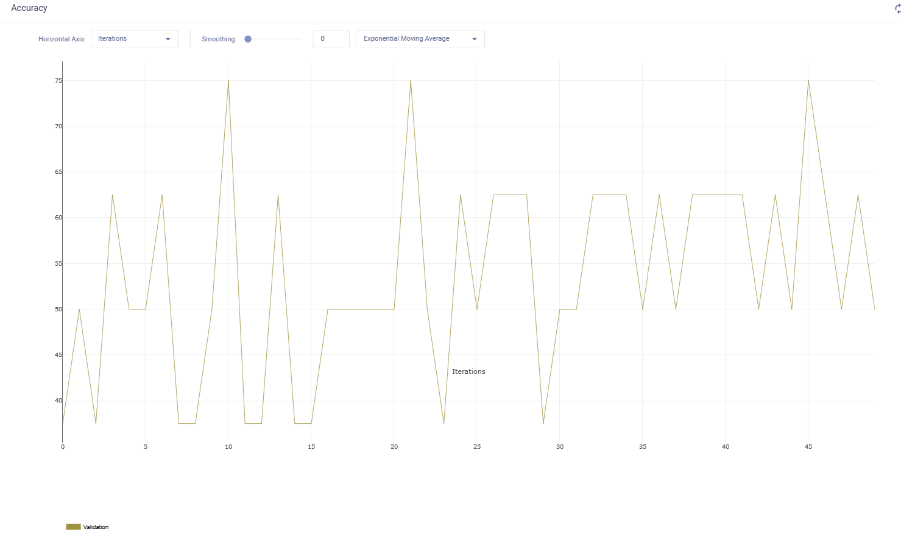 Accuracy
Horizontal Axis Iterations Smoothing 0 Exponential Moving Average
75
70
65
60
55
50
45
Iterations
40
0 5 10 15 20 25 30 35 40 45
Validation